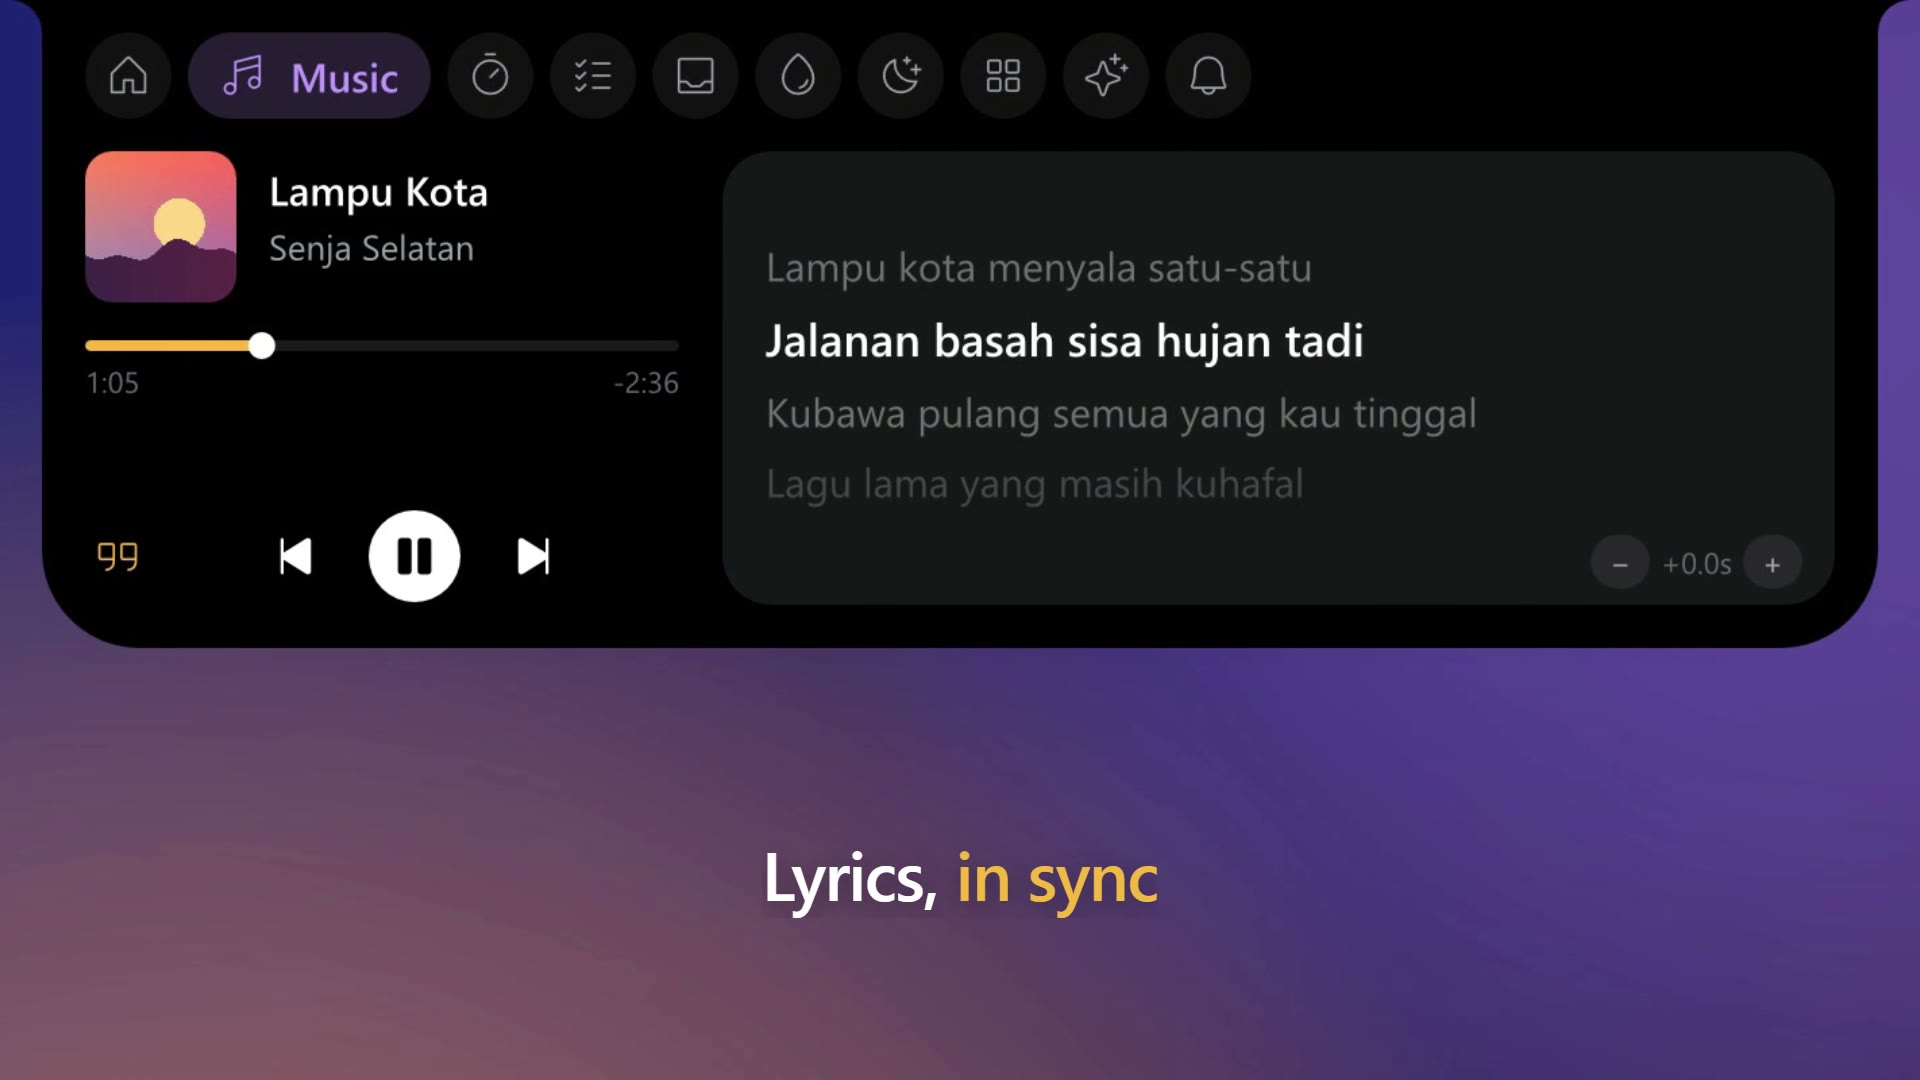 Music
Lampu Kota
Senja Selatan
1:05
-2:36
Lampu kota menyala satu-satu
Jalanan basah sisa hujan tadi
Kubawa pulang semua yang kau tinggal
Lagu lama yang masih kuhafal
– +0.0s +
Lyrics, in sync